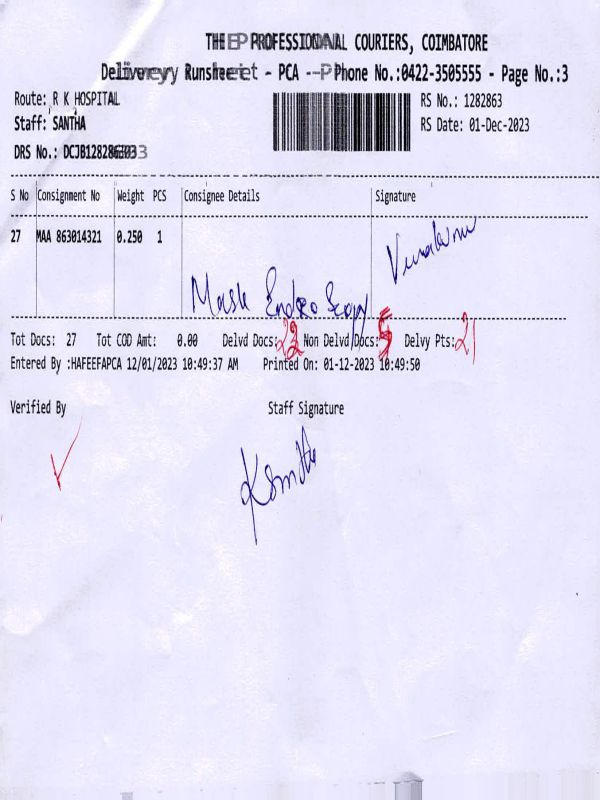 THE PROFESSIONAL COURIERS, COIMBATORE
Delivery Runsheet - PCA - Phone No.:0422-3505555 - Page No.:3
Route: R K HOSPITAL
RS No.: 1282863
Staff: SANTHA
RS Date: 01-Dec-2023
DRS No.: DCJB1282863
S No Consignment No Weight PCS Consignee Details Signature
27 MAA 863014321 0.250 1
Mask Endro Scopy
Tot Docs: 27 Tot COD Amt: 0.00 Delvd Docs: Non Delvd Docs: 5 Delvy Pts: 21
Entered By :HAFEEFAPCA 12/01/2023 10:49:37 AM Printed On: 01-12-2023 10:49:50
Verified By Staff Signature